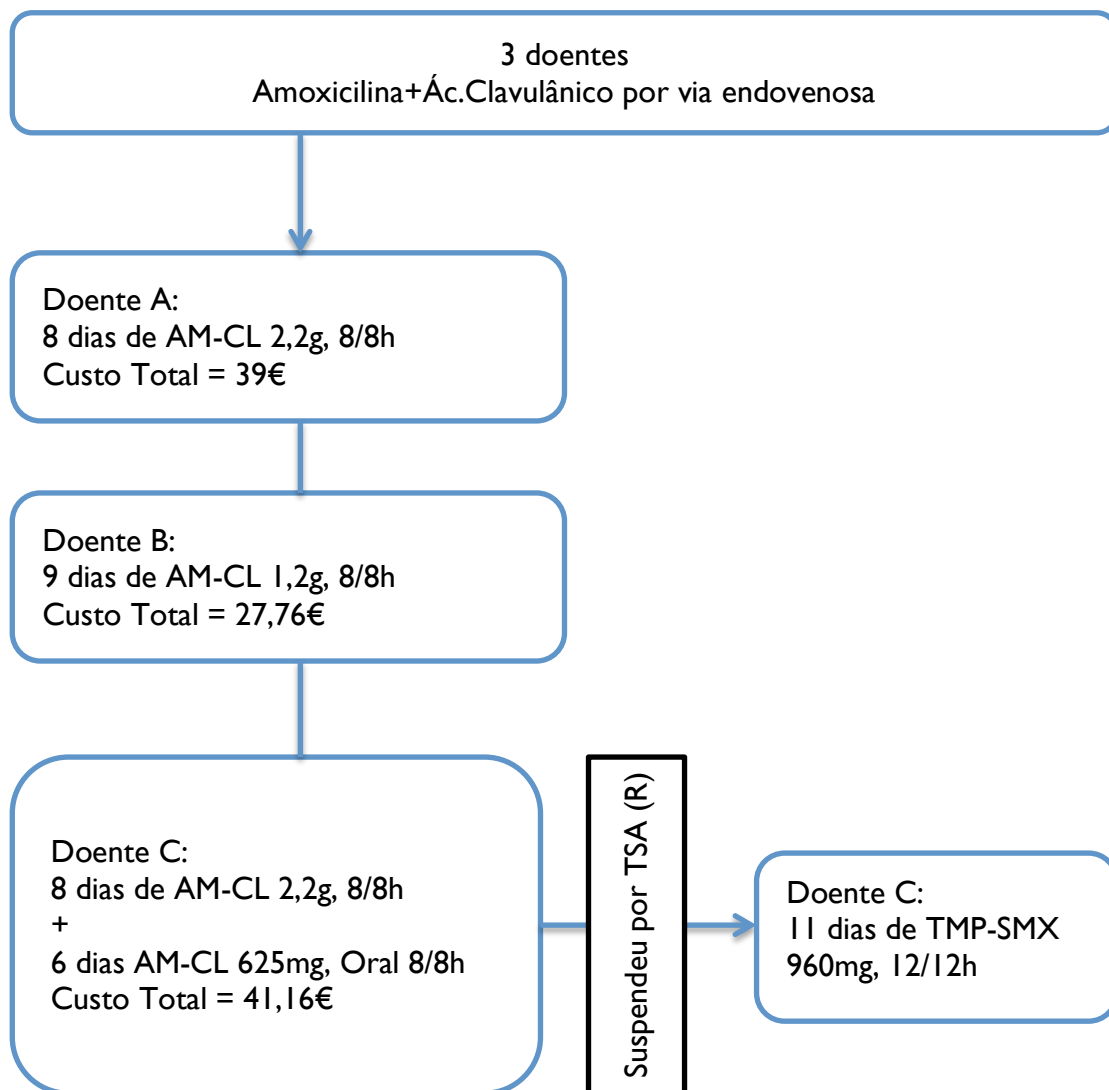 3 doentes
Amoxicilina+Ác.Clavulânico por via endovenosa
Doente A:
8 dias de AM-CL 2,2g, 8/8h
Custo Total = 39€
Doente B:
9 dias de AM-CL 1,2g, 8/8h
Custo Total = 27,76€
Doente C:
8 dias de AM-CL 2,2g, 8/8h
+
6 dias AM-CL 625mg, Oral 8/8h
Custo Total = 41,16€
Suspendeu por TSA (R)
Doente C:
11 dias de TMP-SMX
960mg, 12/12h